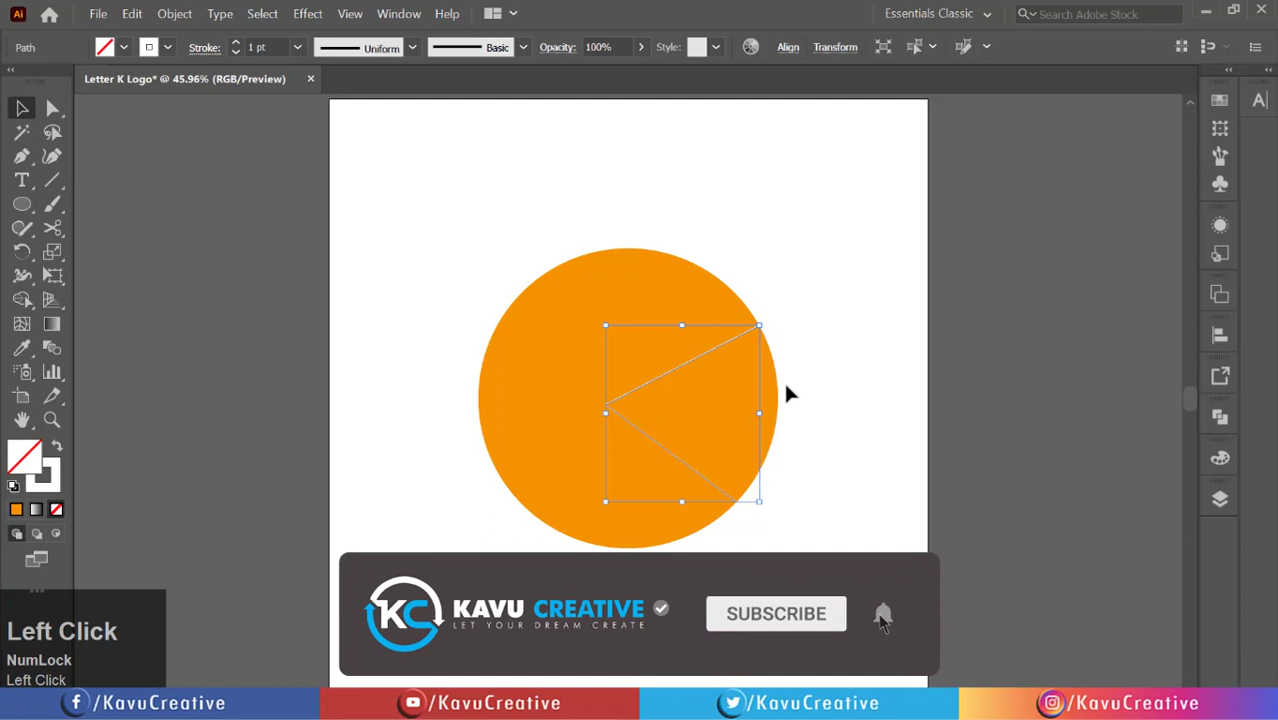 Ai File Edit Object Type Select Effect View Window Help Essentials Classic Search Adobe Stock
Path Stroke: 1 pt Uniform Basic Opacity: 100% Style: Align Transform
Letter K Logo* @ 45.96% (RGB/Preview)
A
T
KC KAVU CREATIVE
LET YOUR DREAM CREATE
SUBSCRIBE
Left Click
NumLock
Left Click
/KavuCreative /KavuCreative /KavuCreative /KavuCreative